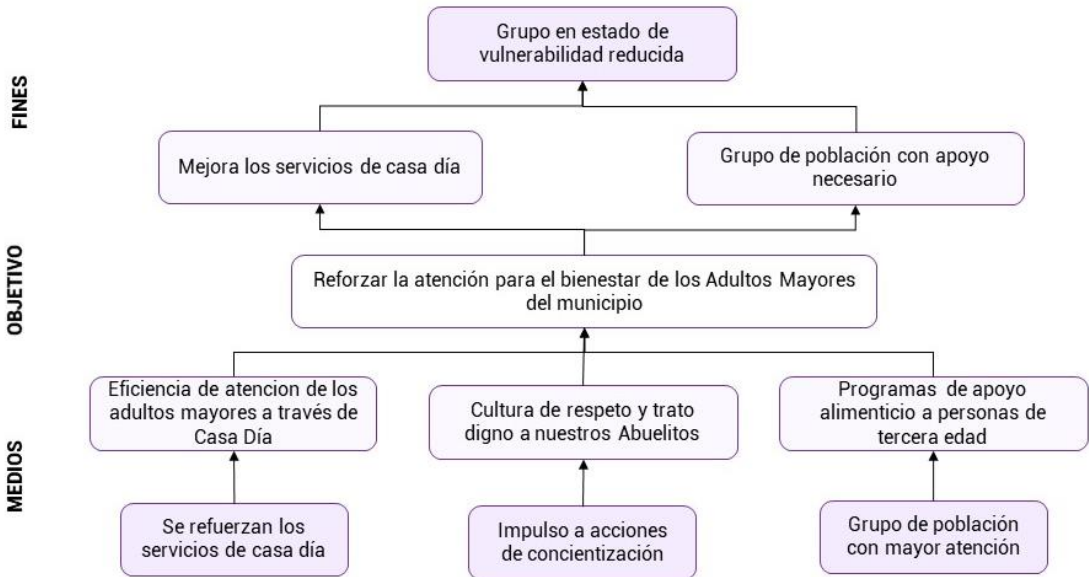 FINES
Grupo en estado de
vulnerabilidad reducida
Mejora los servicios de casa día
Grupo de población con apoyo
necesario
OBJETIVO
Reforzar la atención para el bienestar de los Adultos Mayores
del municipio
MEDIOS
Eficiencia de atencion de los
adultos mayores a través de
Casa Día
Cultura de respeto y trato
digno a nuestros Abuelitos
Programas de apoyo
alimenticio a personas de
tercera edad
Se refuerzan los
servicios de casa día
Impulso a acciones
de concientización
Grupo de población
con mayor atención